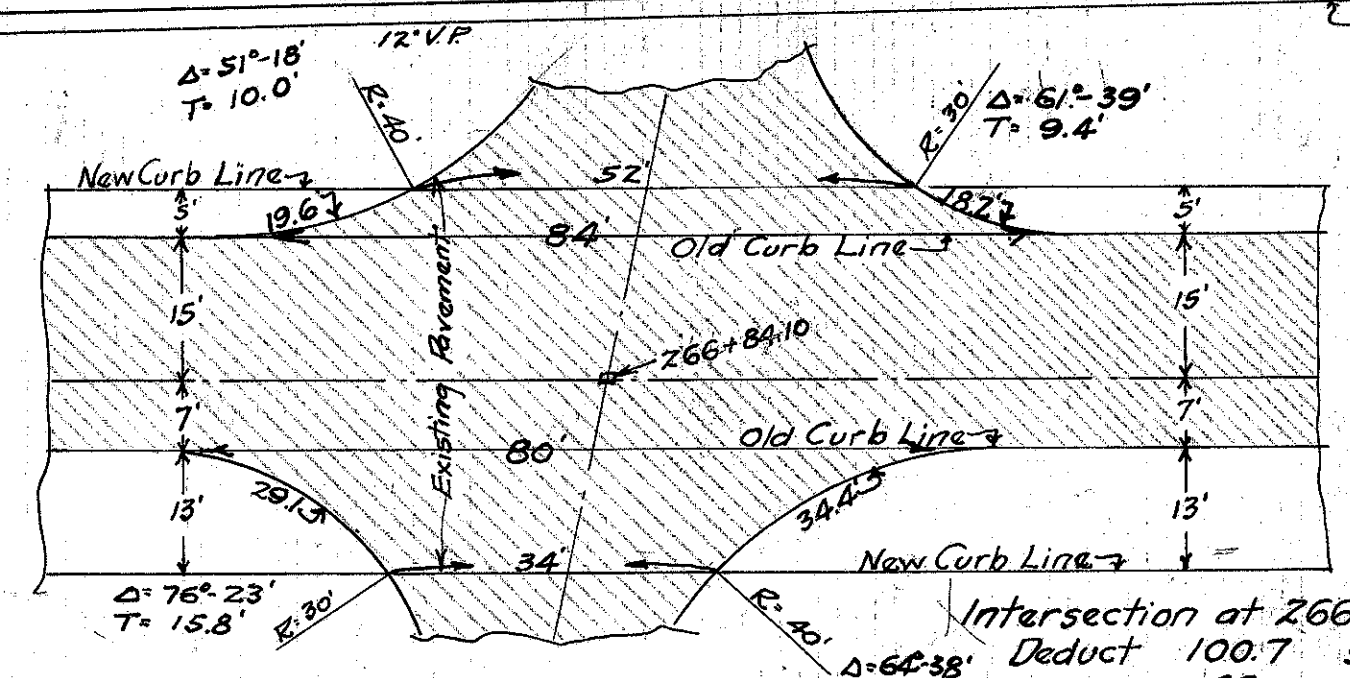 12" V.P.
Δ= 51°-18'
T= 10.0'
R=40'
R=30'
Δ= 61°-39'
T= 9.4'
New Curb Line
52'
5'
19.6'
18.2'
5'
84'
Old Curb Line
15'
Existing Pavement
15'
266+84.10
7'
7'
80'
Old Curb Line
13'
29.1'
34.4'
13'
34'
New Curb Line
Δ= 76°-23'
T= 15.8'
R=30'
R=40'
Δ=64°-38'
Intersection at 266
Deduct 100.7